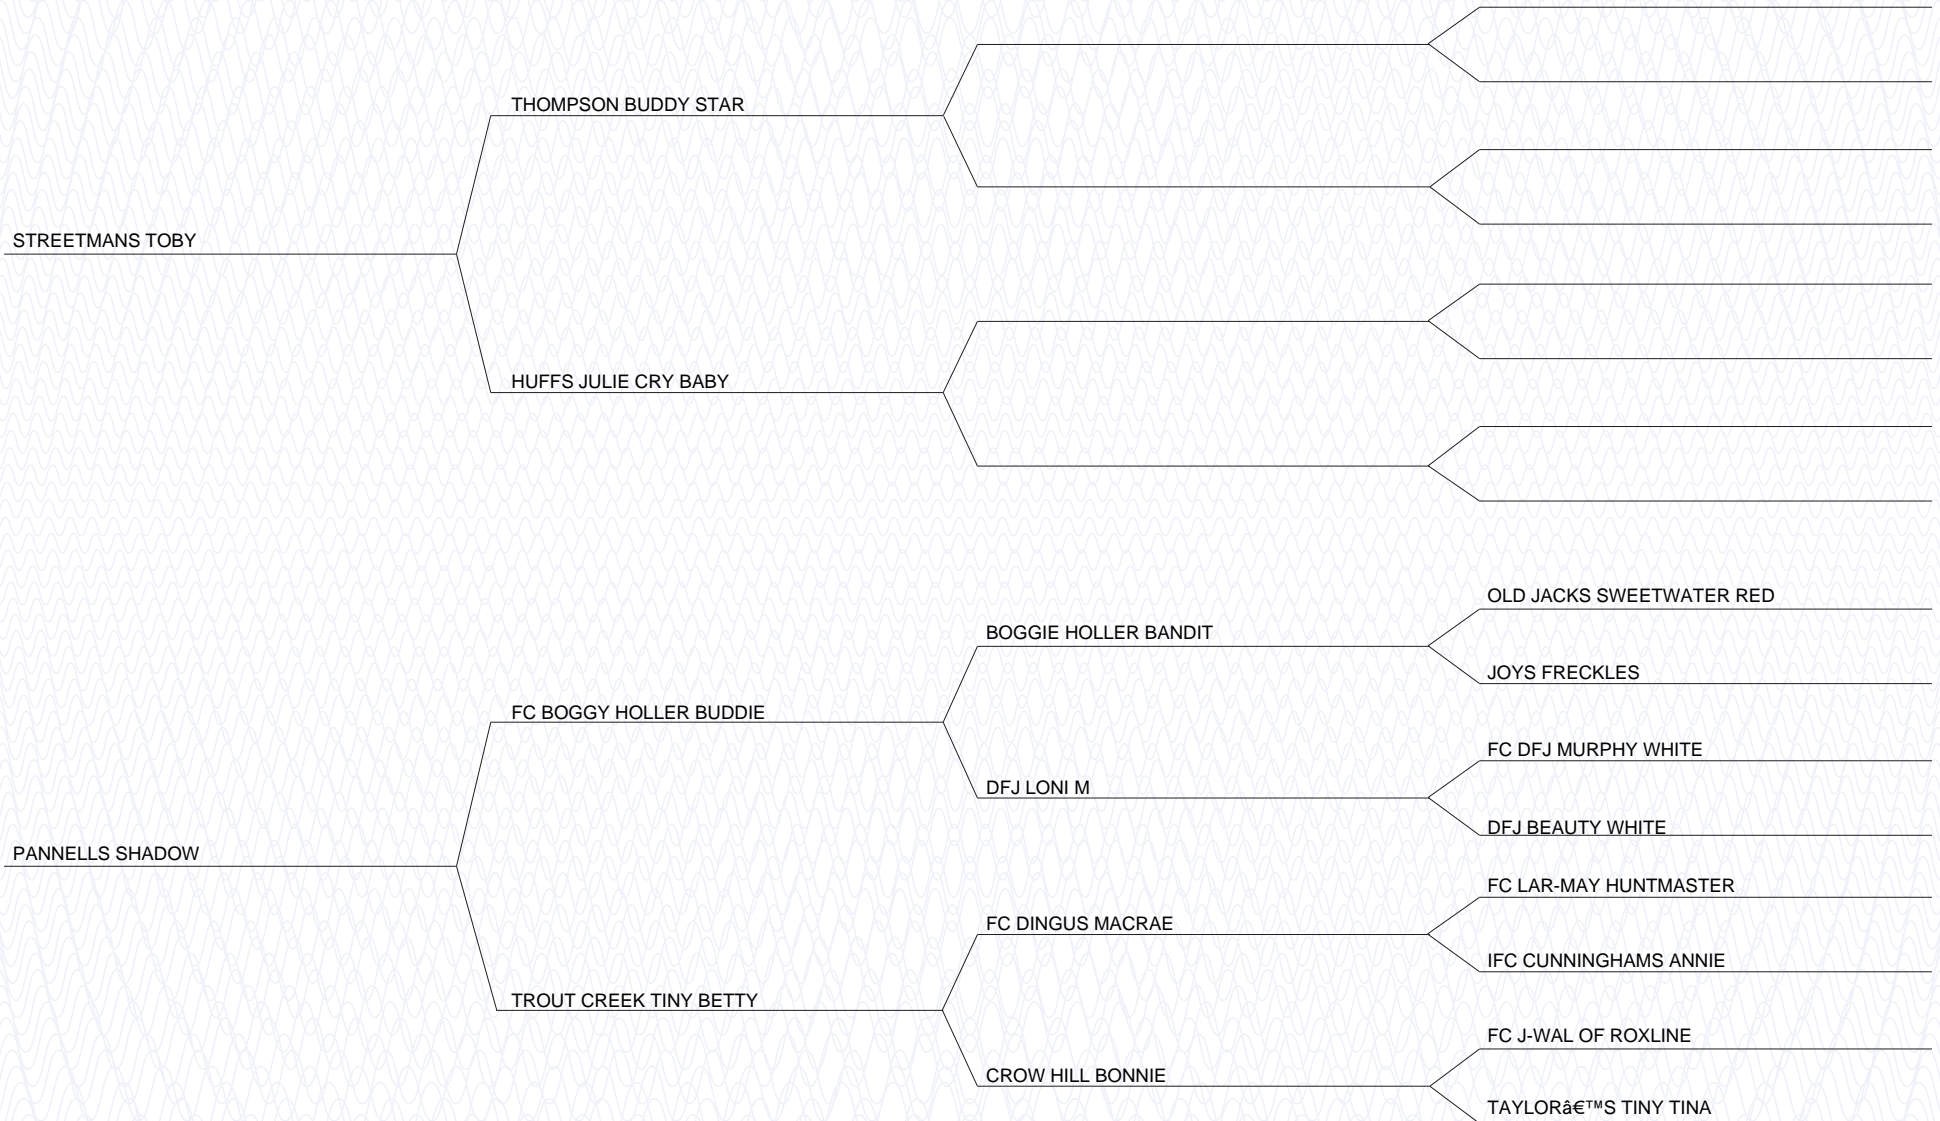 THOMPSON BUDDY STAR
STREETMANS TOBY
HUFFS JULIE CRY BABY
OLD JACKS SWEETWATER RED
BOGGIE HOLLER BANDIT
JOYS FRECKLES
FC BOGGY HOLLER BUDDIE
FC DFJ MURPHY WHITE
DFJ LONI M
DFJ BEAUTY WHITE
PANNELLS SHADOW
FC LAR-MAY HUNTMASTER
FC DINGUS MACRAE
IFC CUNNINGHAMS ANNIE
TROUT CREEK TINY BETTY
FC J-WAL OF ROXLINE
CROW HILL BONNIE
TAYLORâ€™S TINY TINA